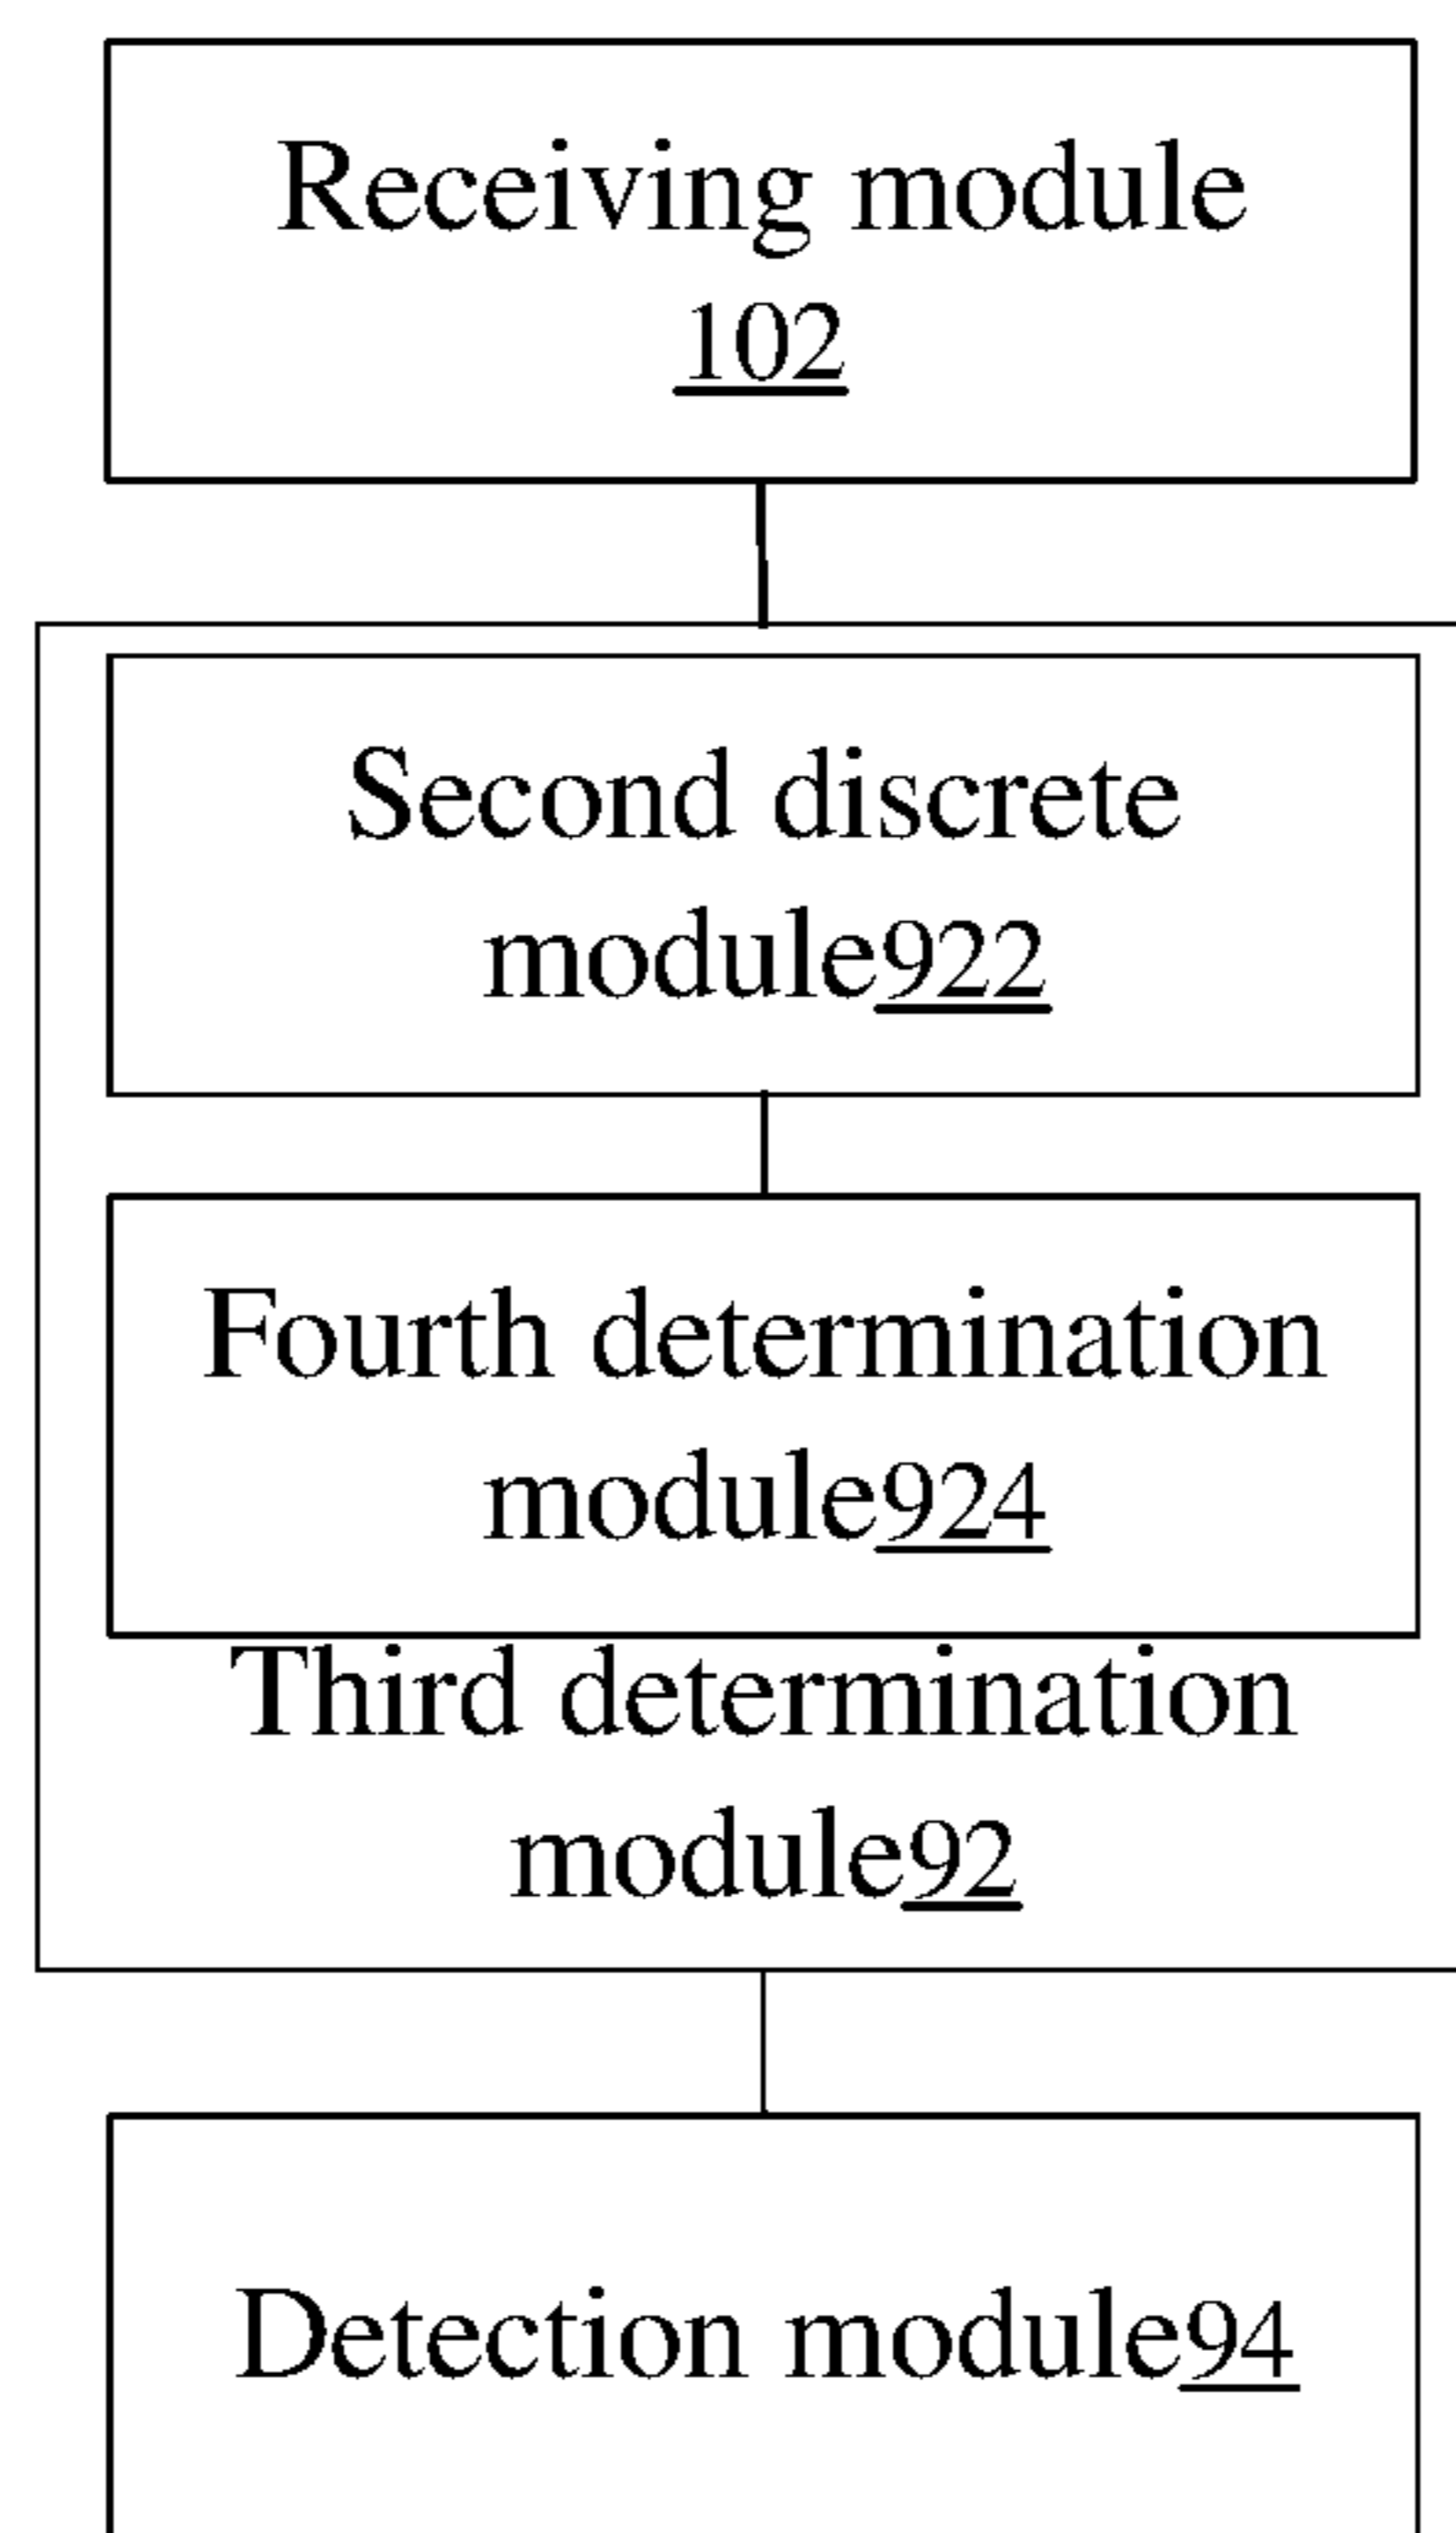 Receiving module
102
Second discrete
module922
Fourth determination
module924
Third determination
module92
Detection module94